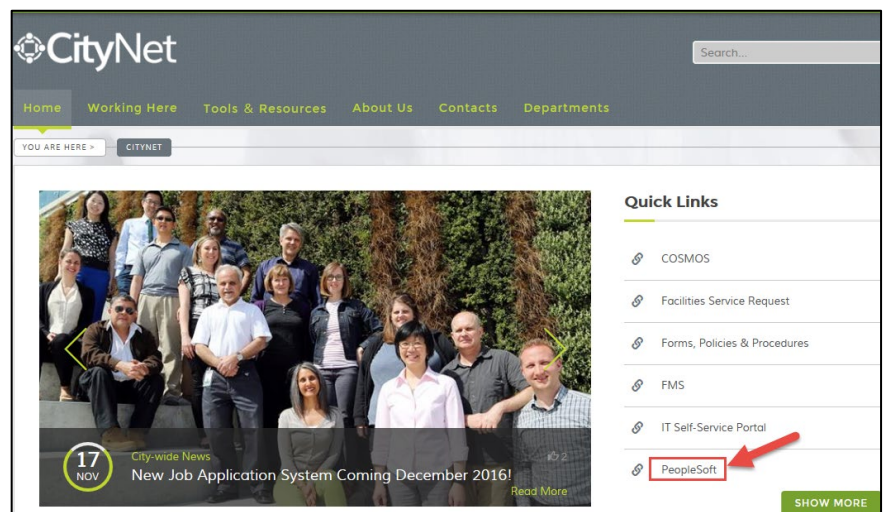 CityNet
Search...
Home Working Here Tools & Resources About Us Contacts Departments
YOU ARE HERE > CITYNET
Quick Links
COSMOS
Facilities Service Request
Forms, Policies & Procedures
FMS
IT Self-Service Portal
PeopleSoft
SHOW MORE
17
NOV
City-wide News
2
New Job Application System Coming December 2016!
Read More